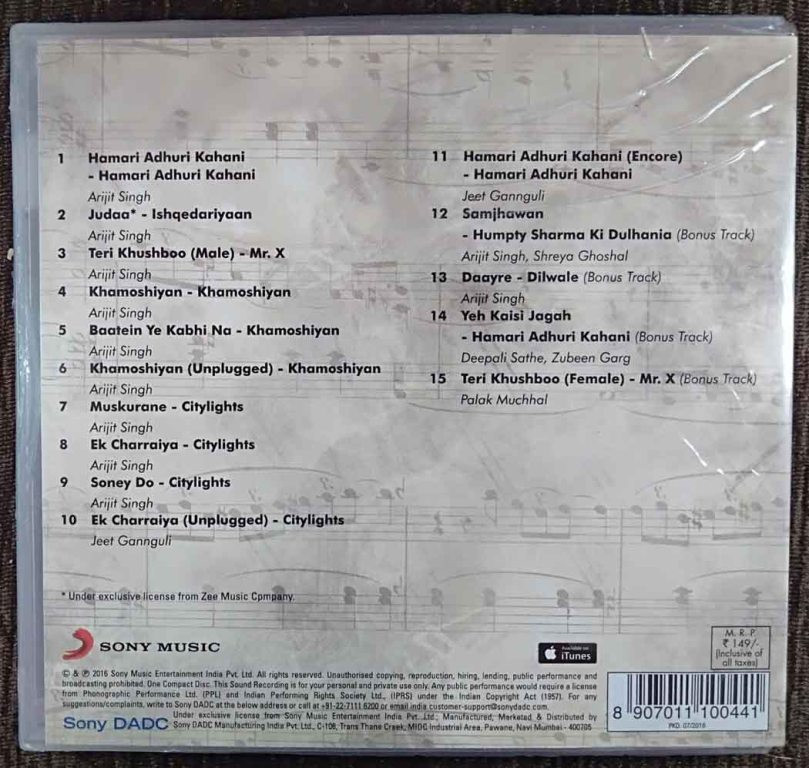 1 Hamari Adhuri Kahani
- Hamari Adhuri Kahani
Arijit Singh
2 Judaa* - Ishqedariyaan
Arijit Singh
3 Teri Khushboo (Male) - Mr. X
Arijit Singh
4 Khamoshiyan - Khamoshiyan
Arijit Singh
5 Baatein Ye Kabhi Na - Khamoshiyan
Arijit Singh
6 Khamoshiyan (Unplugged) - Khamoshiyan
Arijit Singh
7 Muskurane - Citylights
Arijit Singh
8 Ek Charraiya - Citylights
Arijit Singh
9 Soney Do - Citylights
Arijit Singh
10 Ek Charraiya (Unplugged) - Citylights
Jeet Gannguli
11 Hamari Adhuri Kahani (Encore)
- Hamari Adhuri Kahani
Jeet Gannguli
12 Samjhawan
- Humpty Sharma Ki Dulhania (Bonus Track)
Arijit Singh, Shreya Ghoshal
13 Daayre - Dilwale (Bonus Track)
Arijit Singh
14 Yeh Kaisi Jagah
- Hamari Adhuri Kahani (Bonus Track)
Deepali Sathe, Zubeen Garg
15 Teri Khushboo (Female) - Mr. X (Bonus Track)
Palak Muchhal
* Under exclusive license from Zee Music Company.
SONY MUSIC
Available on
iTunes
M. R. P.
₹ 149/-
(Inclusive of
all taxes)
© & ℗ 2016 Sony Music Entertainment India Pvt. Ltd. All rights reserved. Unauthorised copying, reproduction, hiring, lending, public performance and
broadcasting prohibited. One Compact Disc. This Sound Recording is for your personal and private use only. Any public performance would require a license
from Phonographic Performance Ltd. (PPL) and Indian Performing Rights Society Ltd., (IPRS) under the Indian Copyright Act (1957). For any
suggestions/complaints, write to Sony DADC at the below address or call at +91-22-7111 6200 or email india customer-support@sonydadc.com.
Sony DADC
Under exclusive license from Sony Music Entertainment India Pvt. Ltd., Manufactured, Marketed & Distributed by
Sony DADC Manufacturing India Pvt. Ltd., C-106, Trans Thane Creek, MIDC Industrial Area, Pawane, Navi Mumbai - 400705
8 907011 100441
PKD. 07/2016